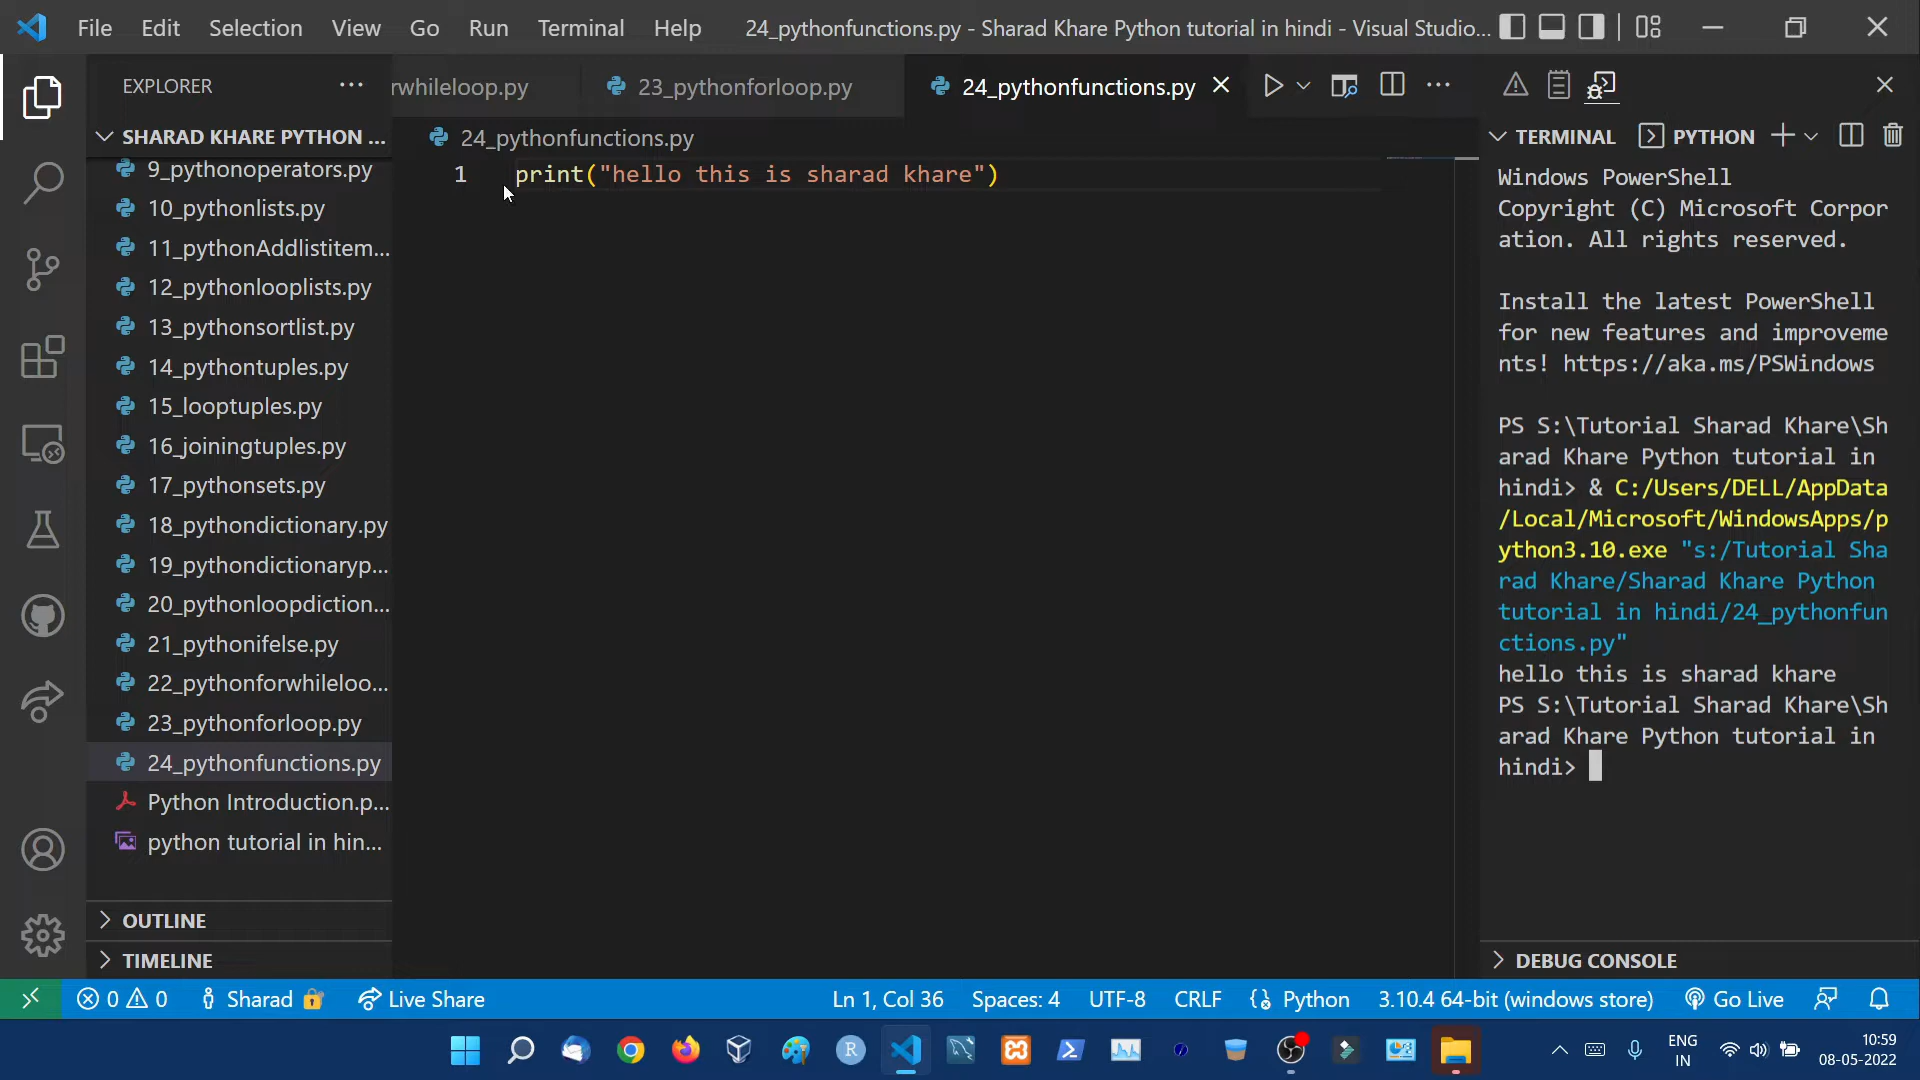 File Edit Selection View Go Run Terminal Help 24_pythonfunctions.py - Sharad Khare Python tutorial in hindi - Visual Studio...
EXPLORER
rwhileloop.py 23_pythonforloop.py 24_pythonfunctions.py
SHARAD KHARE PYTHON ...
9_pythonoperators.py
10_pythonlists.py
11_pythonAddlistitem...
12_pythonlooplists.py
13_pythonsortlist.py
14_pythontuples.py
15_looptuples.py
16_joiningtuples.py
17_pythonsets.py
18_pythondictionary.py
19_pythondictionaryp...
20_pythonloopdiction...
21_pythonifelse.py
22_pythonforwhileloo...
23_pythonforloop.py
24_pythonfunctions.py
Python Introduction.p...
python tutorial in hin...
OUTLINE
TIMELINE
24_pythonfunctions.py
1 print("hello this is sharad khare")
TERMINAL PYTHON
Windows PowerShell
Copyright (C) Microsoft Corpor
ation. All rights reserved.
Install the latest PowerShell
for new features and improveme
nts! https://aka.ms/PSWindows
PS S:\Tutorial Sharad Khare\Sh
arad Khare Python tutorial in
hindi> & C:/Users/DELL/AppData
/Local/Microsoft/WindowsApps/p
ython3.10.exe "s:/Tutorial Sha
rad Khare/Sharad Khare Python
tutorial in hindi/24_pythonfun
ctions.py"
hello this is sharad khare
PS S:\Tutorial Sharad Khare\Sh
arad Khare Python tutorial in
hindi>
DEBUG CONSOLE
0 0 Sharad Live Share Ln 1, Col 36 Spaces: 4 UTF-8 CRLF Python 3.10.4 64-bit (windows store) Go Live
R
ENG
IN
10:59
08-05-2022